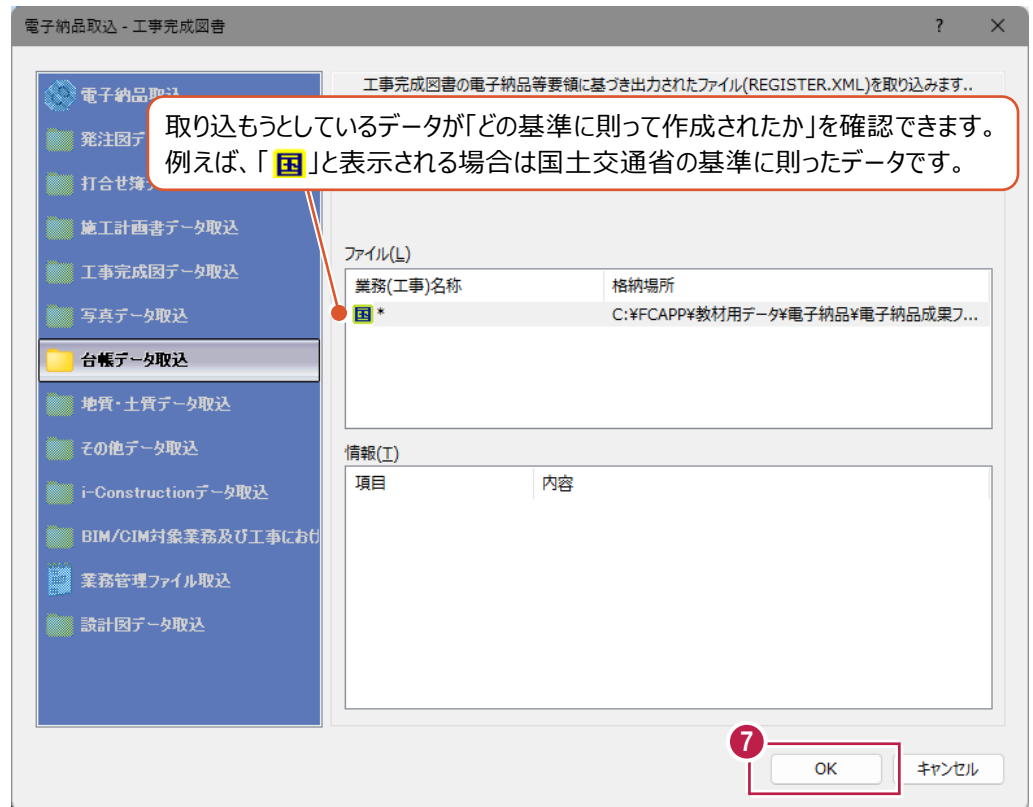 電子納品取込 - 工事完成図書
電子納品取込
工事完成図書の電子納品等要領に基づき出力されたファイル(REGISTER.XML)を取り込みます..
取り込もうとしているデータが「どの基準に則って作成されたか」を確認できます。
例えば、「国」と表示される場合は国土交通省の基準に則ったデータです。
発注図デ
打合せ簿
施工計画書データ取込
工事完成図データ取込
写真データ取込
台帳データ取込
地質・土質データ取込
その他データ取込
i-Constructionデータ取込
BIM/CIM対象業務及び工事におけ
業務管理ファイル取込
設計図データ取込
ファイル(L)
業務(工事)名称 格納場所
国 * C:¥FCAPP¥教材用データ¥電子納品¥電子納品成果フ...
情報(T)
項目 内容
7
OK キャンセル